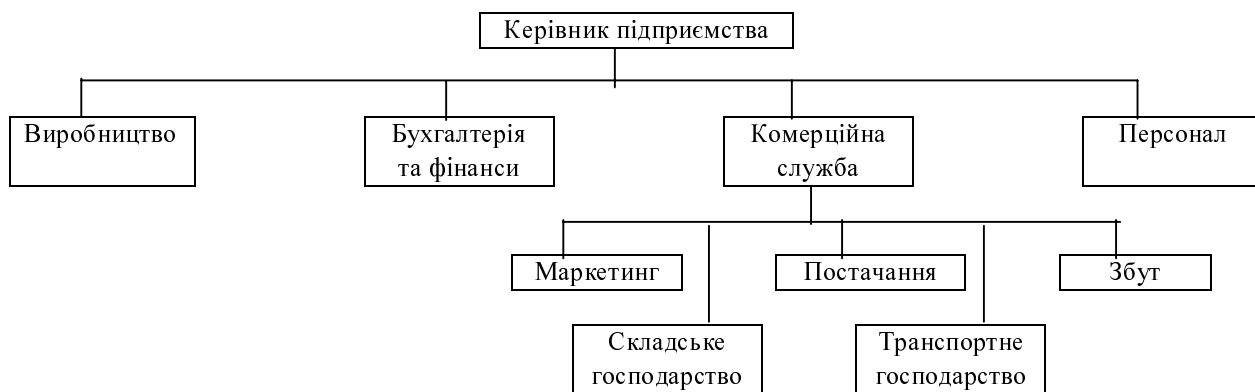 Керівник підприємства
Виробництво
Бухгалтерія
та фінанси
Комерційна
служба
Персонал
Маркетинг
Постачання
Збут
Складське
господарство
Транспортне
господарство